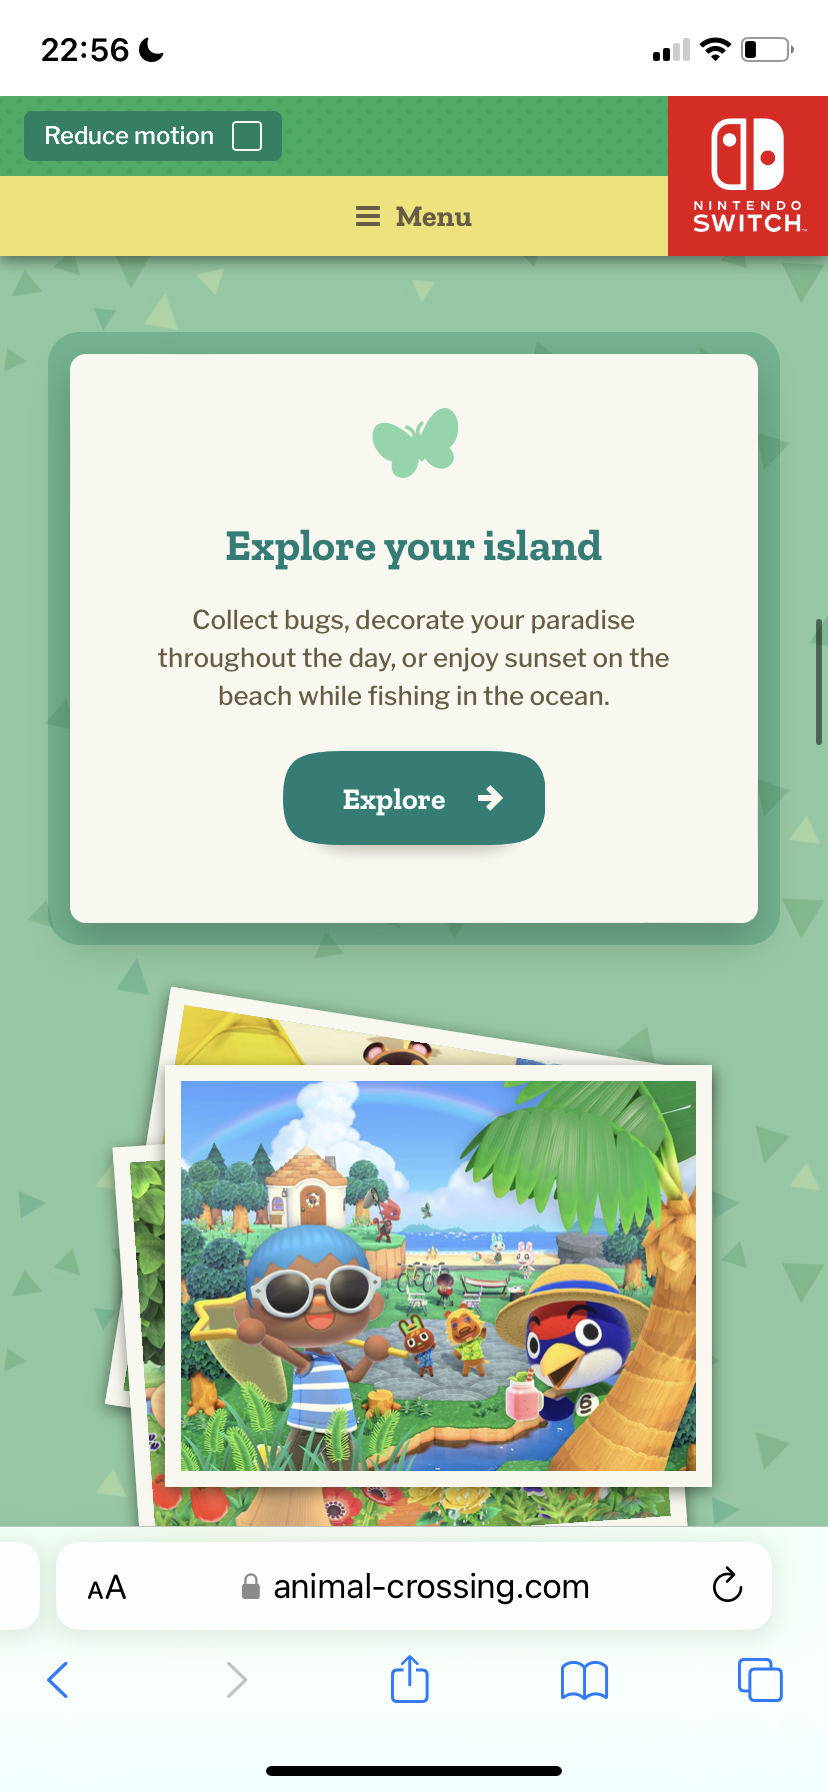 22:56
Reduce motion
Menu
NINTENDO
SWITCH
Explore your island
Collect bugs, decorate your paradise
throughout the day, or enjoy sunset on the
beach while fishing in the ocean.
Explore
6
AA
animal-crossing.com